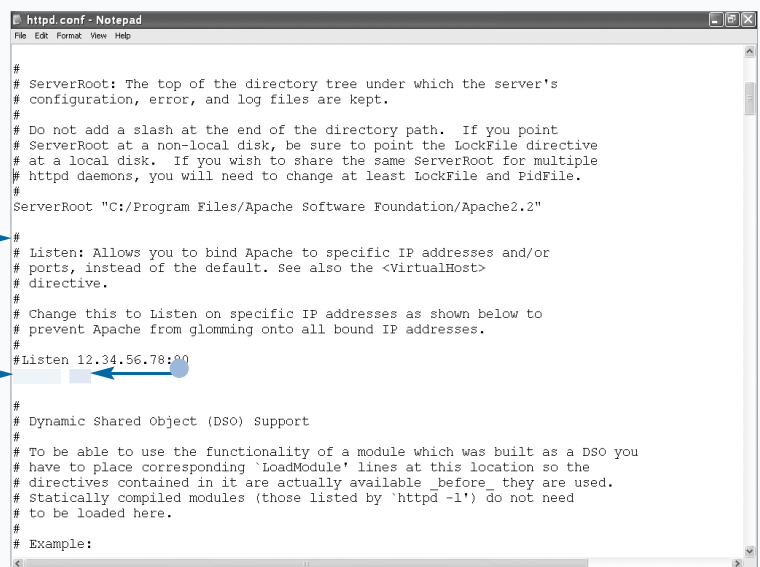 httpd.conf - Notepad
File Edit Format View Help
#
# ServerRoot: The top of the directory tree under which the server's
# configuration, error, and log files are kept.
#
# Do not add a slash at the end of the directory path.  If you point
# ServerRoot at a non-local disk, be sure to point the LockFile directive
# at a local disk.  If you wish to share the same ServerRoot for multiple
# httpd daemons, you will need to change at least LockFile and PidFile.
#
ServerRoot "C:/Program Files/Apache Software Foundation/Apache2.2"
#
# Listen: Allows you to bind Apache to specific IP addresses and/or
# ports, instead of the default. See also the <VirtualHost>
# directive.
#
# Change this to Listen on specific IP addresses as shown below to
# prevent Apache from glomming onto all bound IP addresses.
#
#Listen 12.34.56.78:
#
# Dynamic Shared Object (DSO) Support
#
# To be able to use the functionality of a module which was built as a DSO you
# have to place corresponding `LoadModule' lines at this location so the
# directives contained in it are actually available _before_ they are used.
# Statically compiled modules (those listed by `httpd -l') do not need
# to be loaded here.
#
# Example: